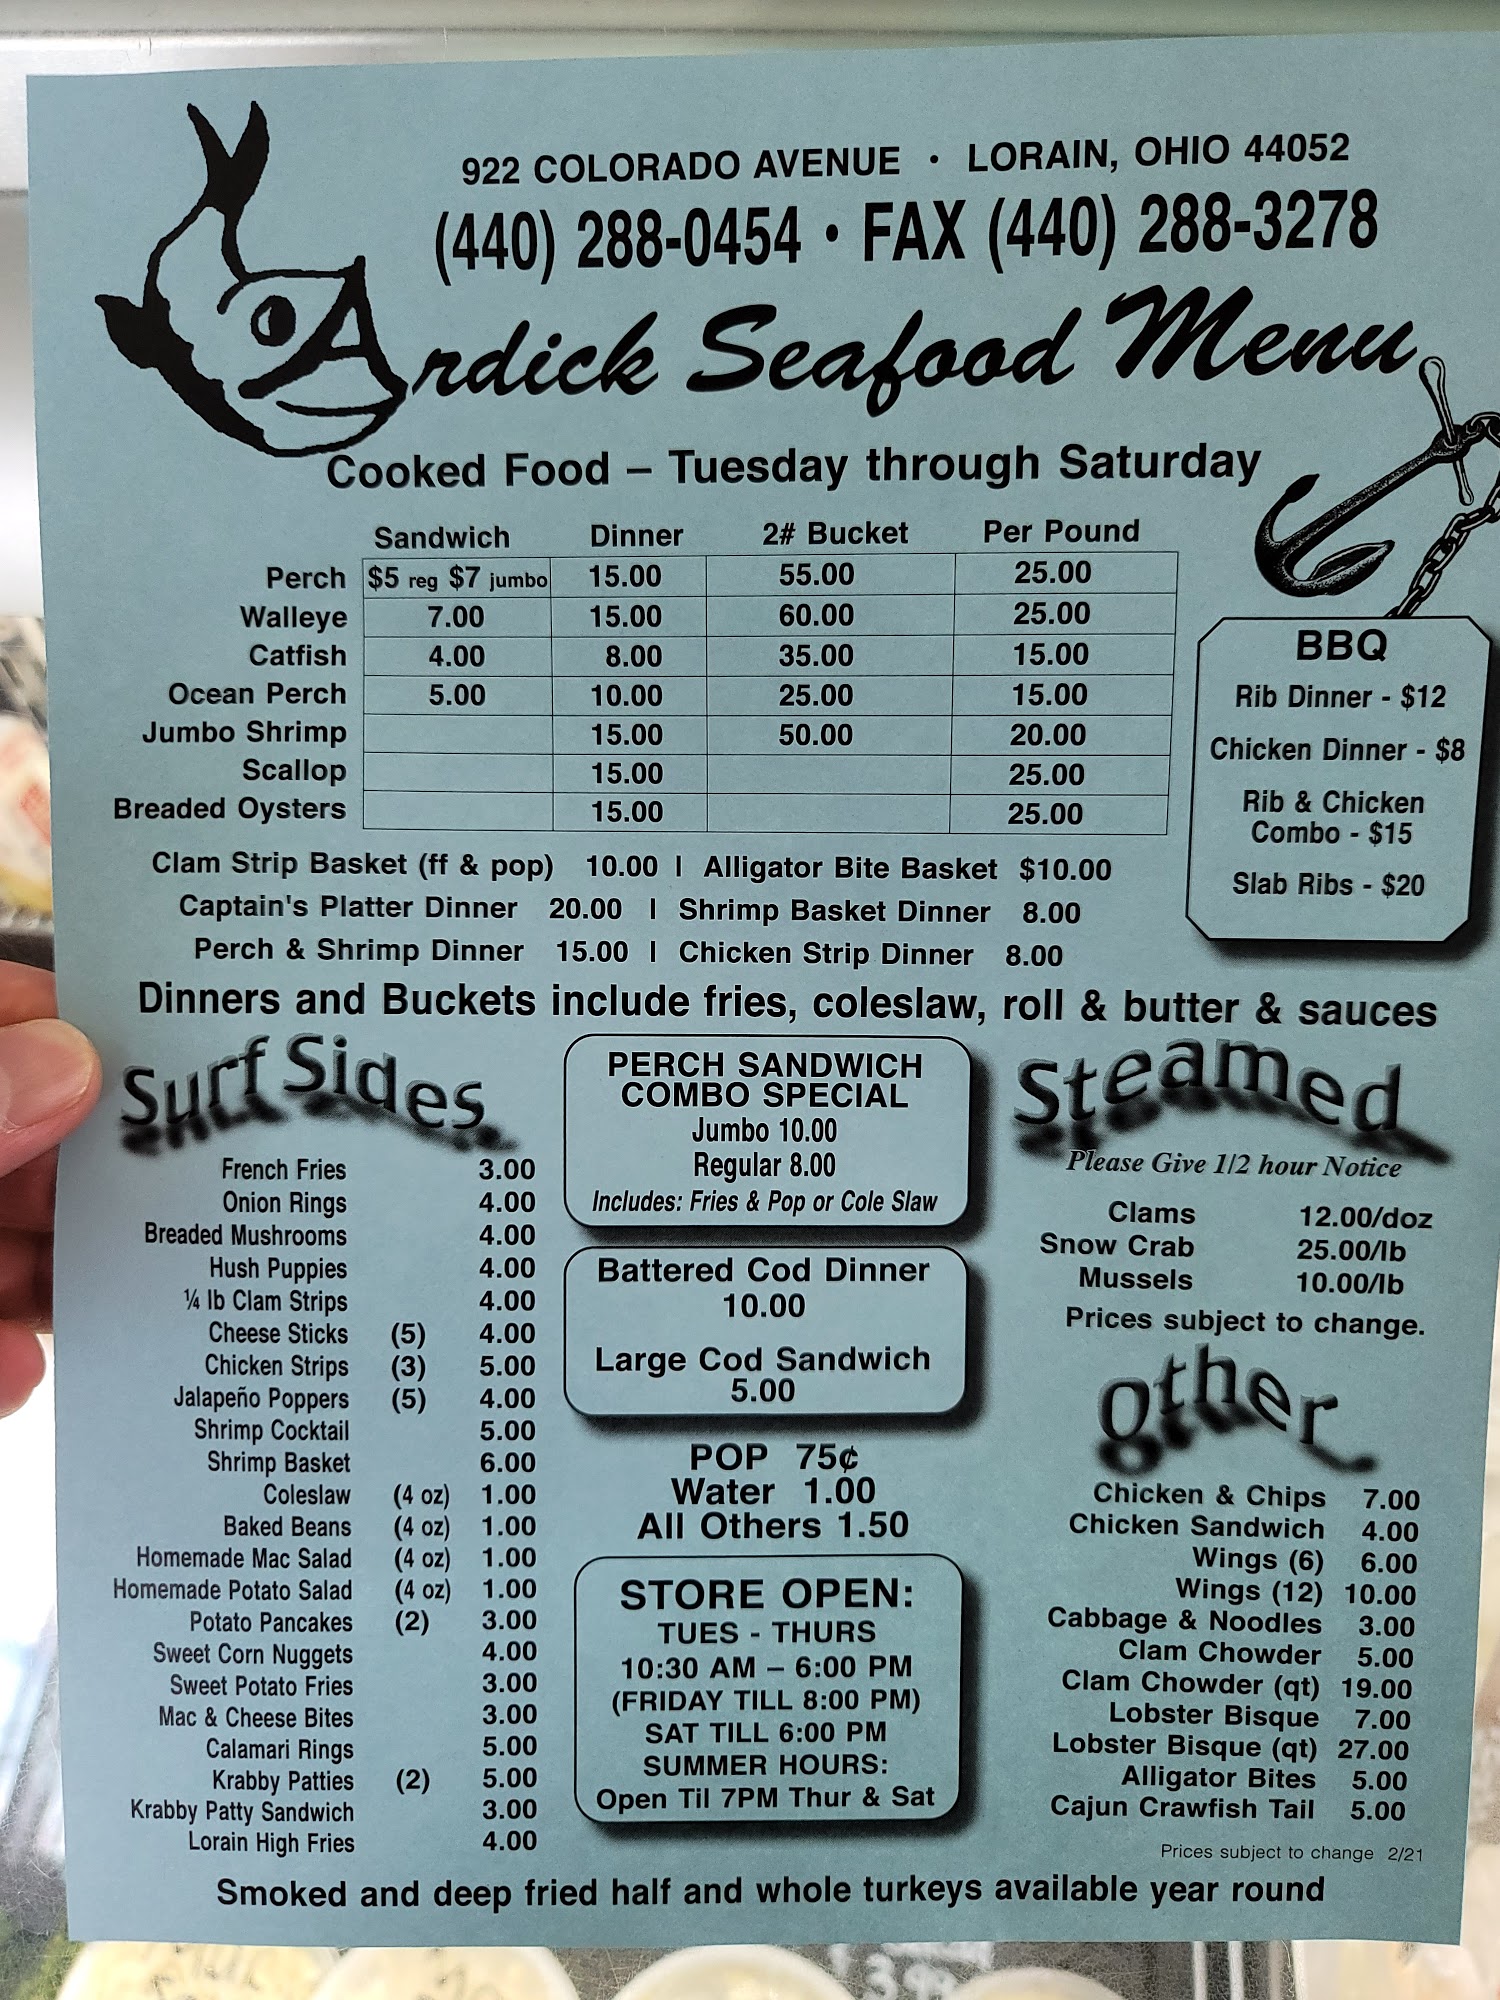 922 COLORADO AVENUE • LORAIN, OHIO 44052
(440) 288-0454 • FAX (440) 288-3278
Ardick Seafood Menu
Cooked Food – Tuesday through Saturday
Sandwich Dinner 2# Bucket Per Pound
Perch $5 reg $7 jumbo 15.00 55.00 25.00
Walleye 7.00 15.00 60.00 25.00
Catfish 4.00 8.00 35.00 15.00
Ocean Perch 5.00 10.00 25.00 15.00
Jumbo Shrimp 15.00 50.00 20.00
Scallop 15.00 25.00
Breaded Oysters 15.00 25.00
Clam Strip Basket (ff & pop) 10.00 | Alligator Bite Basket $10.00
Captain's Platter Dinner 20.00 | Shrimp Basket Dinner 8.00
Perch & Shrimp Dinner 15.00 | Chicken Strip Dinner 8.00
BBQ
Rib Dinner - $12
Chicken Dinner - $8
Rib & Chicken
Combo - $15
Slab Ribs - $20
Dinners and Buckets include fries, coleslaw, roll & butter & sauces
Surf Sides
French Fries 3.00
Onion Rings 4.00
Breaded Mushrooms 4.00
Hush Puppies 4.00
¼ lb Clam Strips 4.00
Cheese Sticks (5) 4.00
Chicken Strips (3) 5.00
Jalapeño Poppers (5) 4.00
Shrimp Cocktail 5.00
Shrimp Basket 6.00
Coleslaw (4 oz) 1.00
Baked Beans (4 oz) 1.00
Homemade Mac Salad (4 oz) 1.00
Homemade Potato Salad (4 oz) 1.00
Potato Pancakes (2) 3.00
Sweet Corn Nuggets 4.00
Sweet Potato Fries 3.00
Mac & Cheese Bites 3.00
Calamari Rings 5.00
Krabby Patties (2) 5.00
Krabby Patty Sandwich 3.00
Lorain High Fries 4.00
PERCH SANDWICH
COMBO SPECIAL
Jumbo 10.00
Regular 8.00
Includes: Fries & Pop or Cole Slaw
Battered Cod Dinner
10.00
Large Cod Sandwich
5.00
POP 75¢
Water 1.00
All Others 1.50
STORE OPEN:
TUES - THURS
10:30 AM – 6:00 PM
(FRIDAY TILL 8:00 PM)
SAT TILL 6:00 PM
SUMMER HOURS:
Open Til 7PM Thur & Sat
Steamed
Please Give 1/2 hour Notice
Clams 12.00/doz
Snow Crab 25.00/lb
Mussels 10.00/lb
Prices subject to change.
other
Chicken & Chips 7.00
Chicken Sandwich 4.00
Wings (6) 6.00
Wings (12) 10.00
Cabbage & Noodles 3.00
Clam Chowder 5.00
Clam Chowder (qt) 19.00
Lobster Bisque 7.00
Lobster Bisque (qt) 27.00
Alligator Bites 5.00
Cajun Crawfish Tail 5.00
Prices subject to change 2/21
Smoked and deep fried half and whole turkeys available year round